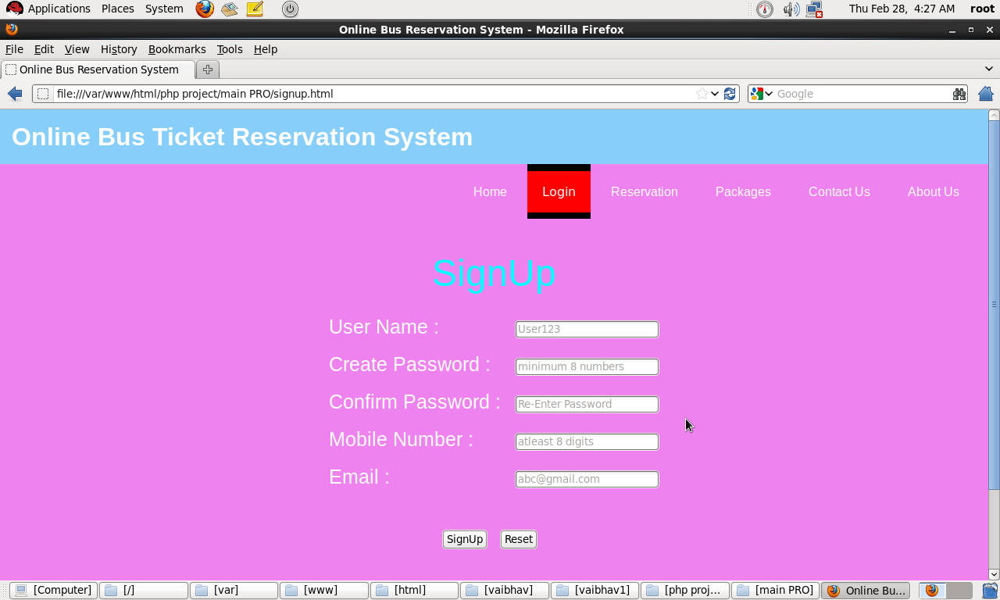 Applications Places System Thu Feb 28, 4:27 AM root
Online Bus Reservation System - Mozilla Firefox
File Edit View History Bookmarks Tools Help
Online Bus Reservation System
file:///var/www/html/php project/main PRO/signup.html Google
Online Bus Ticket Reservation System
Home Login Reservation Packages Contact Us About Us
SignUp
User Name : User123
Create Password : minimum 8 numbers
Confirm Password : Re-Enter Password
Mobile Number : atleast 8 digits
Email : abc@gmail.com
SignUp Reset
[Computer] [/] [var] [www] [html] [vaibhav] [vaibhav1] [php proj... [main PRO] Online Bu...